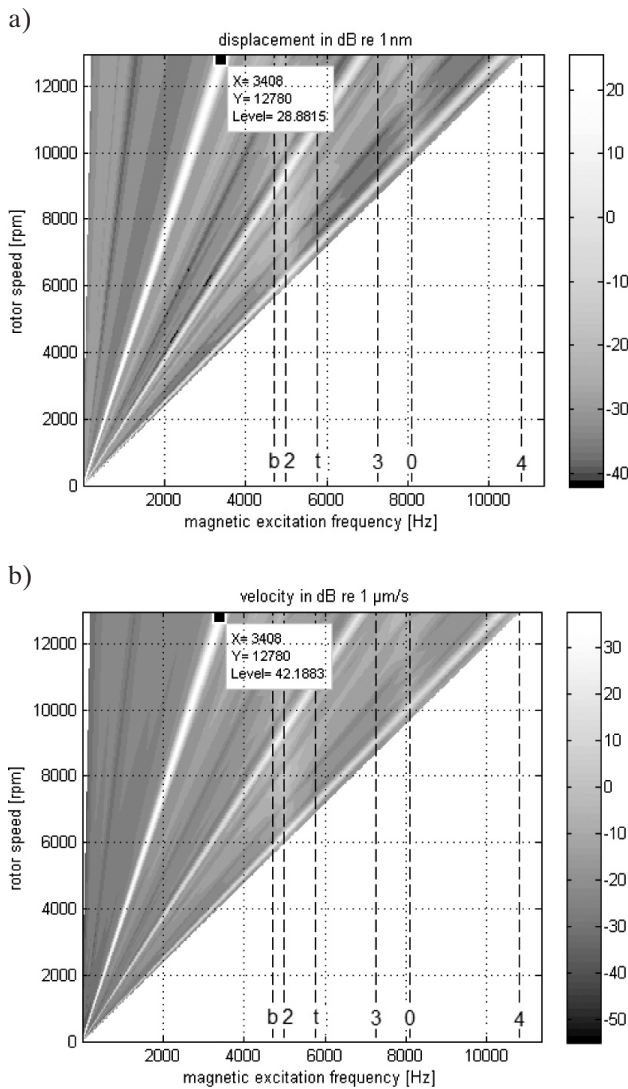 a)
displacement in dB re 1nm
12000
10000
8000
6000
4000
2000
0
rotor speed [rpm]
X= 3408
Y= 12780
Level= 28.8815
b 2 t 3 0 4
2000 4000 6000 8000 10000
magnetic excitation frequency [Hz]
20
10
0
-10
-20
-30
-40
b)
velocity in dB re 1 µm/s
12000
10000
8000
6000
4000
2000
0
rotor speed [rpm]
X= 3408
Y= 12780
Level= 42.1883
b 2 t 3 0 4
2000 4000 6000 8000 10000
magnetic excitation frequency [Hz]
30
20
10
0
-10
-20
-30
-40
-50